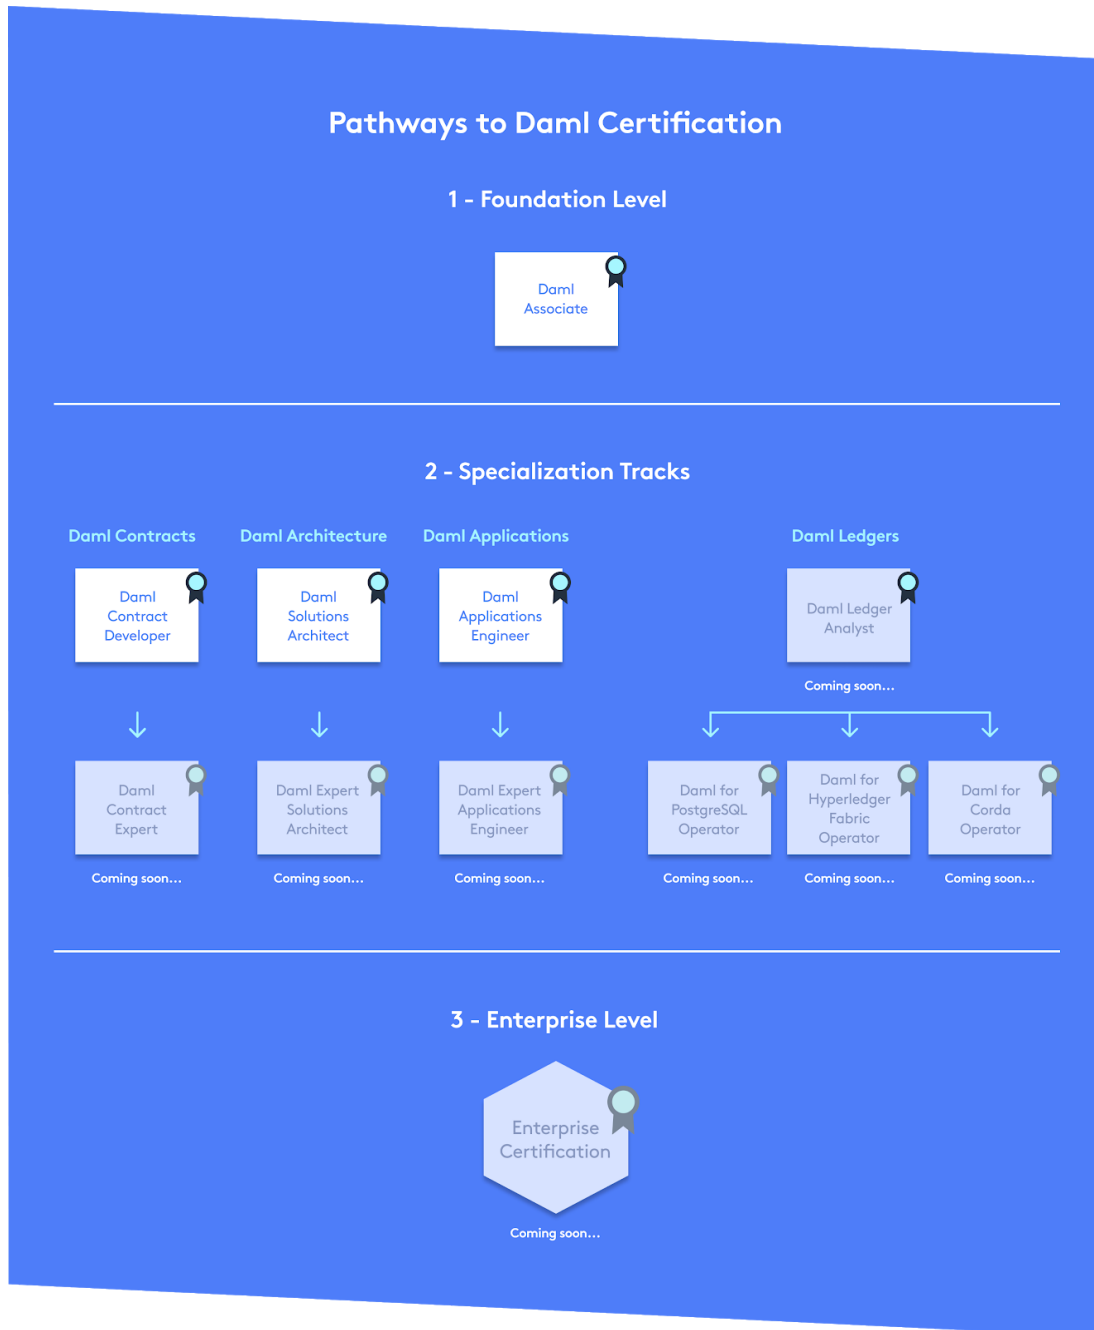 Pathways to Daml Certification
1 - Foundation Level
Daml
Associate
2 - Specialization Tracks
Daml Contracts
Daml Architecture
Daml Applications
Daml Ledgers
Daml
Contract
Developer
Daml
Solutions
Architect
Daml
Applications
Engineer
Daml Ledger
Analyst
Coming soon...
Daml
Contract
Expert
Coming soon...
Daml Expert
Solutions
Architect
Coming soon...
Daml Expert
Applications
Engineer
Coming soon...
Daml for
PostgreSQL
Operator
Coming soon...
Daml for
Hyperledger
Fabric
Operator
Coming soon...
Daml for
Corda
Operator
Coming soon...
3 - Enterprise Level
Enterprise
Certification
Coming soon...